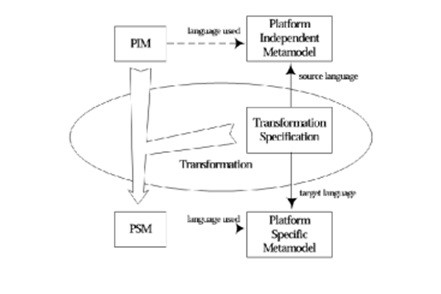 PIM
language used
Platform
Independent
Metamodel
source language
Transformation
Specification
Transformation
target language
PSM
language used
Platform
Specific
Metamodel